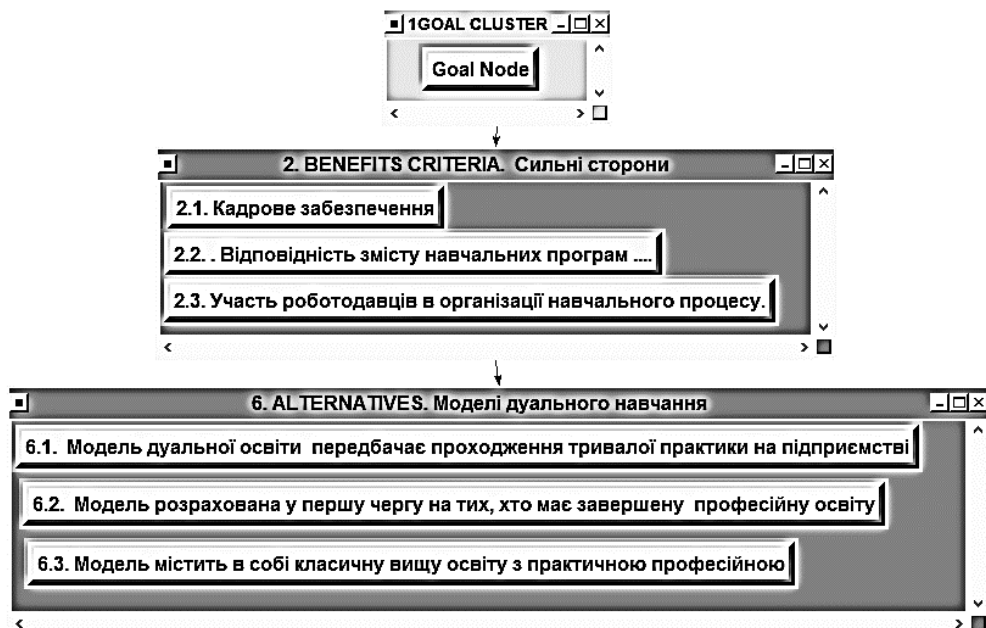 1GOAL CLUSTER
Goal Node
2. BENEFITS CRITERIA. Сильні сторони
2.1. Кадрове забезпечення
2.2. . Відповідність змісту навчальних програм ....
2.3. Участь роботодавців в організації навчального процесу.
6. ALTERNATIVES. Моделі дуального навчання
6.1. Модель дуальної освіти передбачає проходження тривалої практики на підприємстві
6.2. Модель розрахована у першу чергу на тих, хто має завершену професійну освіту
6.3. Модель містить в собі класичну вищу освіту з практичною професійною